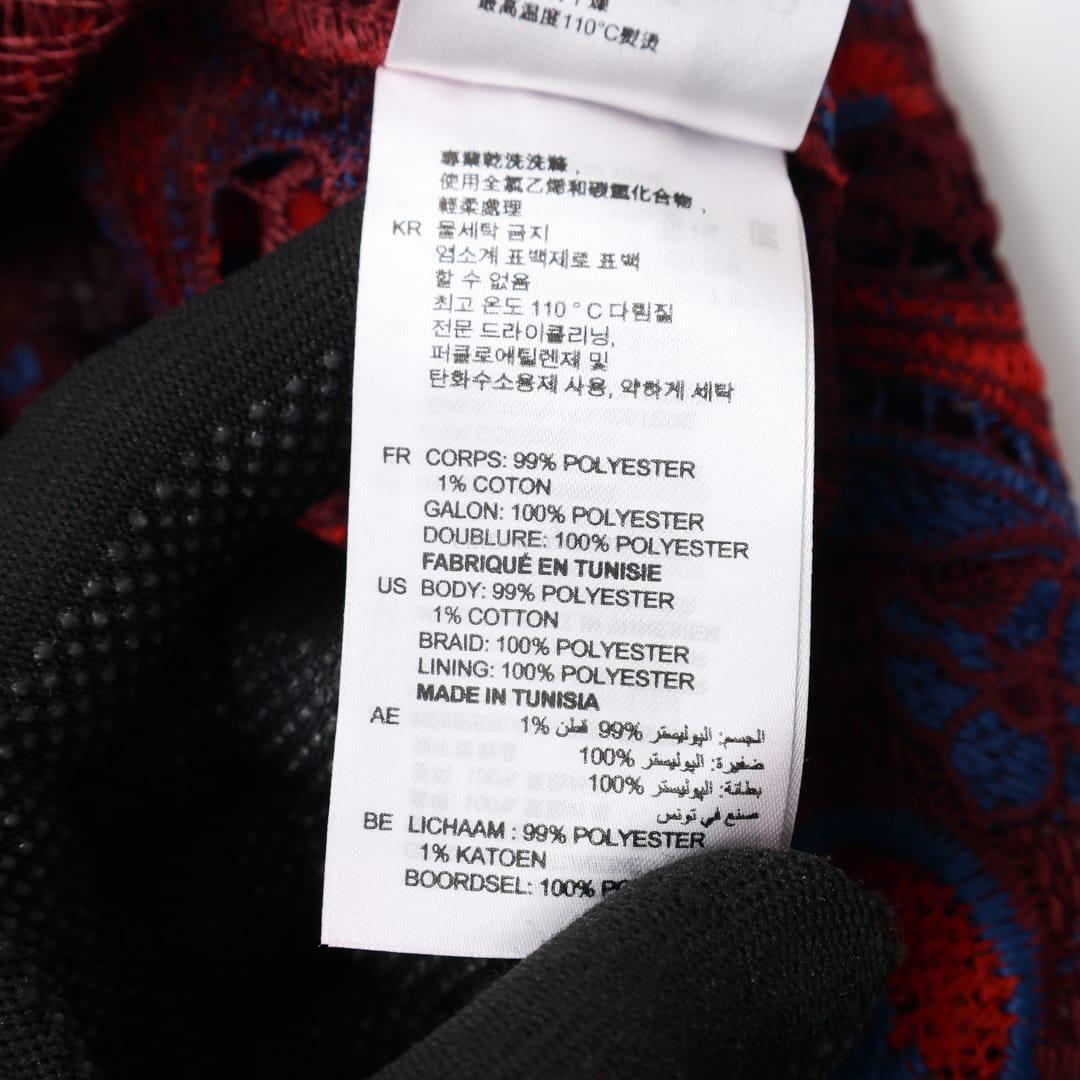 最高温度110°C熨烫
專業乾洗洗滌，
使用全氯乙烯和碳氫化合物，
輕柔處理
KR 물세탁 금지
염소계 표백제로 표백
할 수 없음
최고 온도 110 ° C 다림질
전문 드라이클리닝,
퍼클로에틸렌제 및
탄화수소용제 사용, 약하게 세탁
FR CORPS: 99% POLYESTER
1% COTON
GALON: 100% POLYESTER
DOUBLURE: 100% POLYESTER
FABRIQUÉ EN TUNISIE
US BODY: 99% POLYESTER
1% COTTON
BRAID: 100% POLYESTER
LINING: 100% POLYESTER
MADE IN TUNISIA
AE الجسم: البوليستر 99% قطن 1%
ضفيرة: البوليستر 100%
بطانة: البوليستر 100%
صنع في تونس
BE LICHAAM : 99% POLYESTER
1% KATOEN
BOORDSEL: 100%